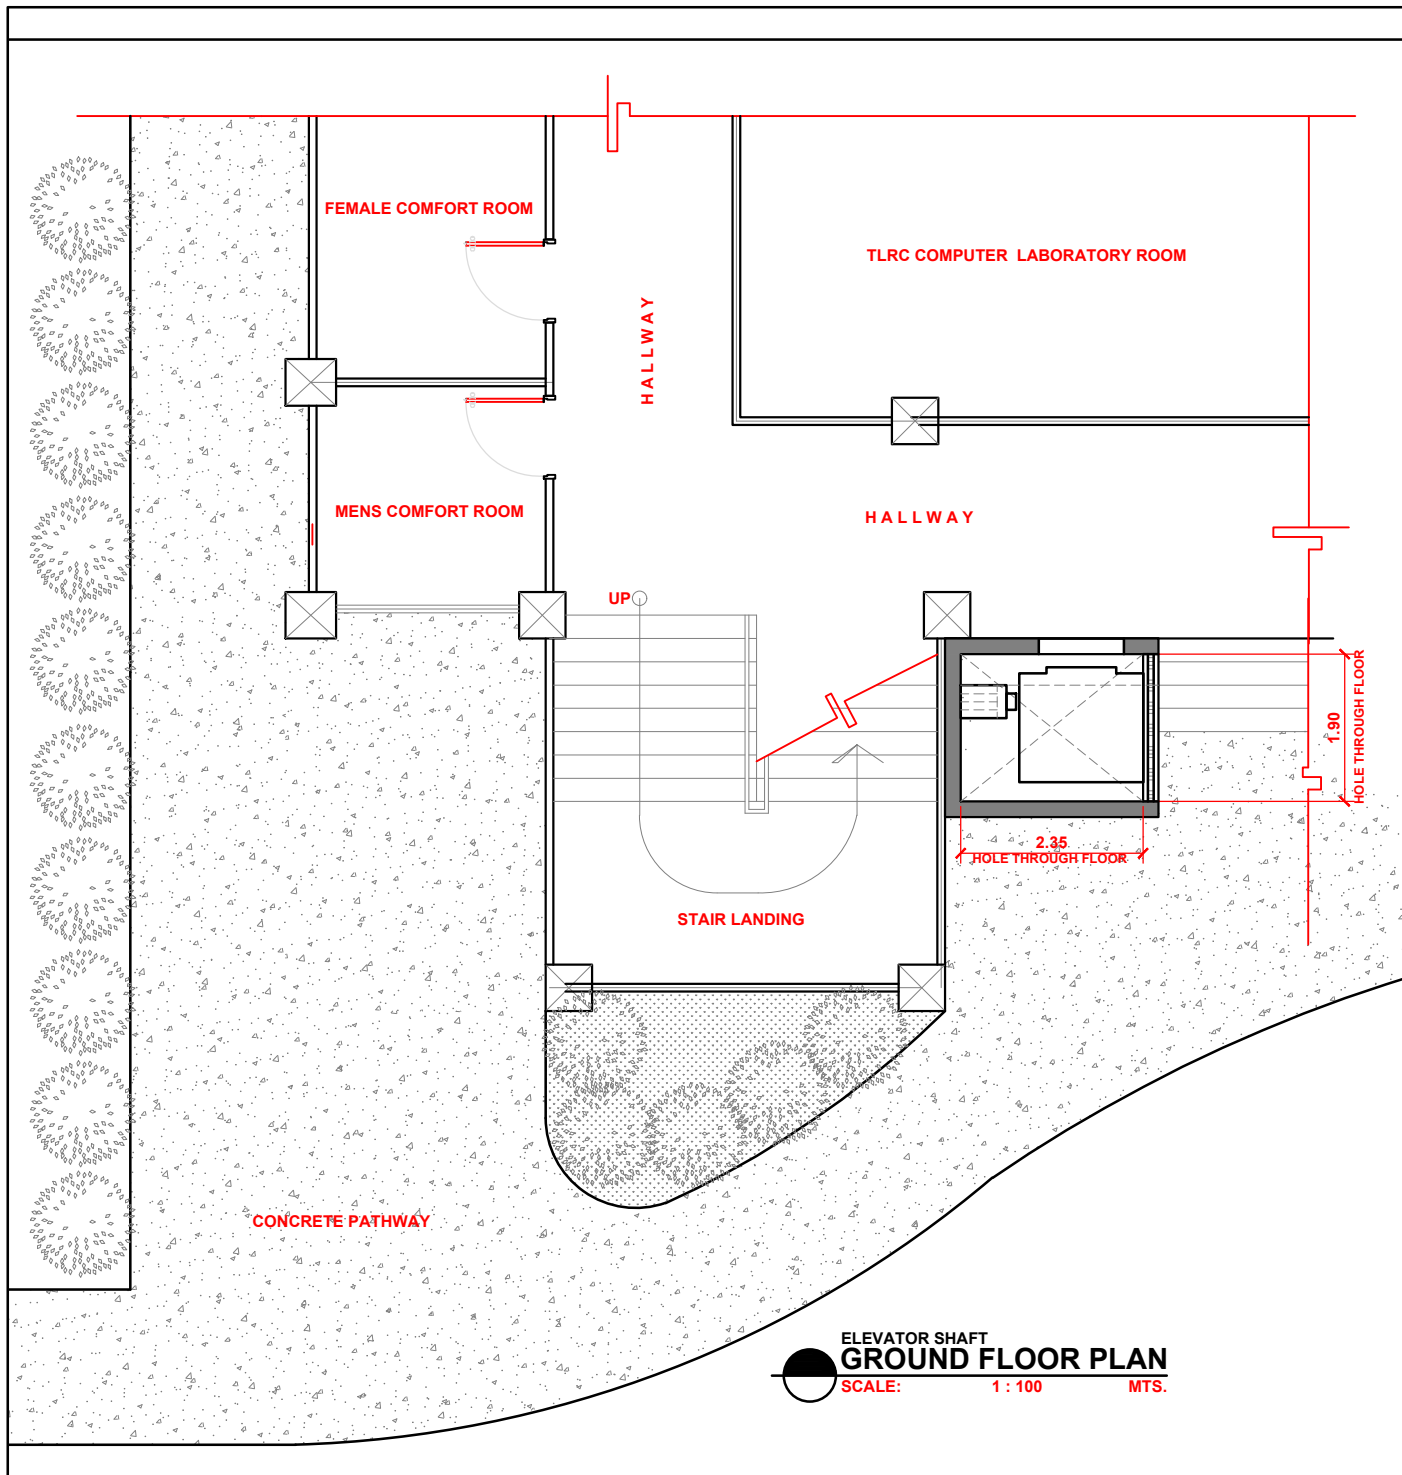 FEMALE COMFORT ROOM
TLRC COMPUTER LABORATORY ROOM
HALLWAY
MENS COMFORT ROOM
HALLWAY
UP
1.90
HOLE THROUGH FLOOR
2.35
HOLE THROUGH FLOOR
STAIR LANDING
CONCRETE PATHWAY
ELEVATOR SHAFT
GROUND FLOOR PLAN
SCALE: 1 : 100 MTS.